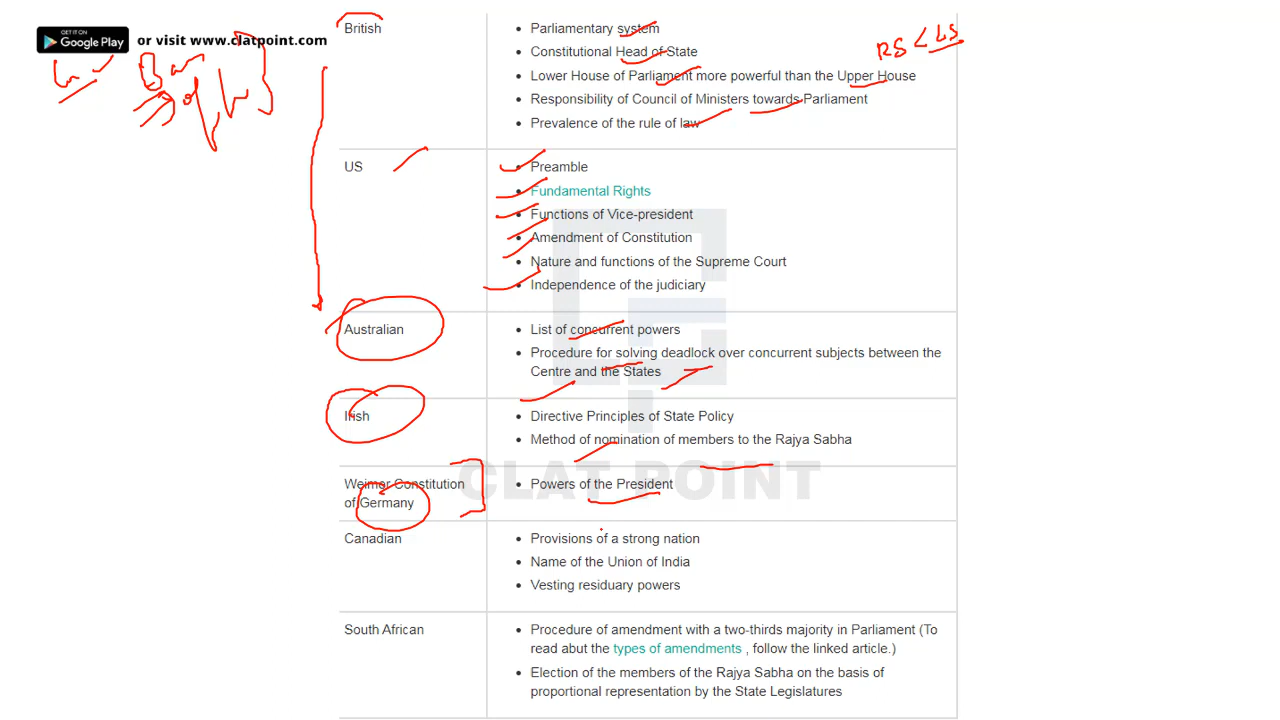 GET IT ON
Google Play
or visit www.clatpoint.com
RS < LS
British
Parliamentary system
Constitutional Head of State
Lower House of Parliament more powerful than the Upper House
Responsibility of Council of Ministers towards Parliament
Prevalence of the rule of law
US
Preamble
Fundamental Rights
Functions of Vice-president
Amendment of Constitution
Nature and functions of the Supreme Court
Independence of the judiciary
Australian
List of concurrent powers
Procedure for solving deadlock over concurrent subjects between the
Centre and the States
Irish
Directive Principles of State Policy
Method of nomination of members to the Rajya Sabha
CLAT POINT
Weimer Constitution
of Germany
Powers of the President
Canadian
Provisions of a strong nation
Name of the Union of India
Vesting residuary powers
South African
Procedure of amendment with a two-thirds majority in Parliament (To
read abut the types of amendments , follow the linked article.)
Election of the members of the Rajya Sabha on the basis of
proportional representation by the State Legislatures